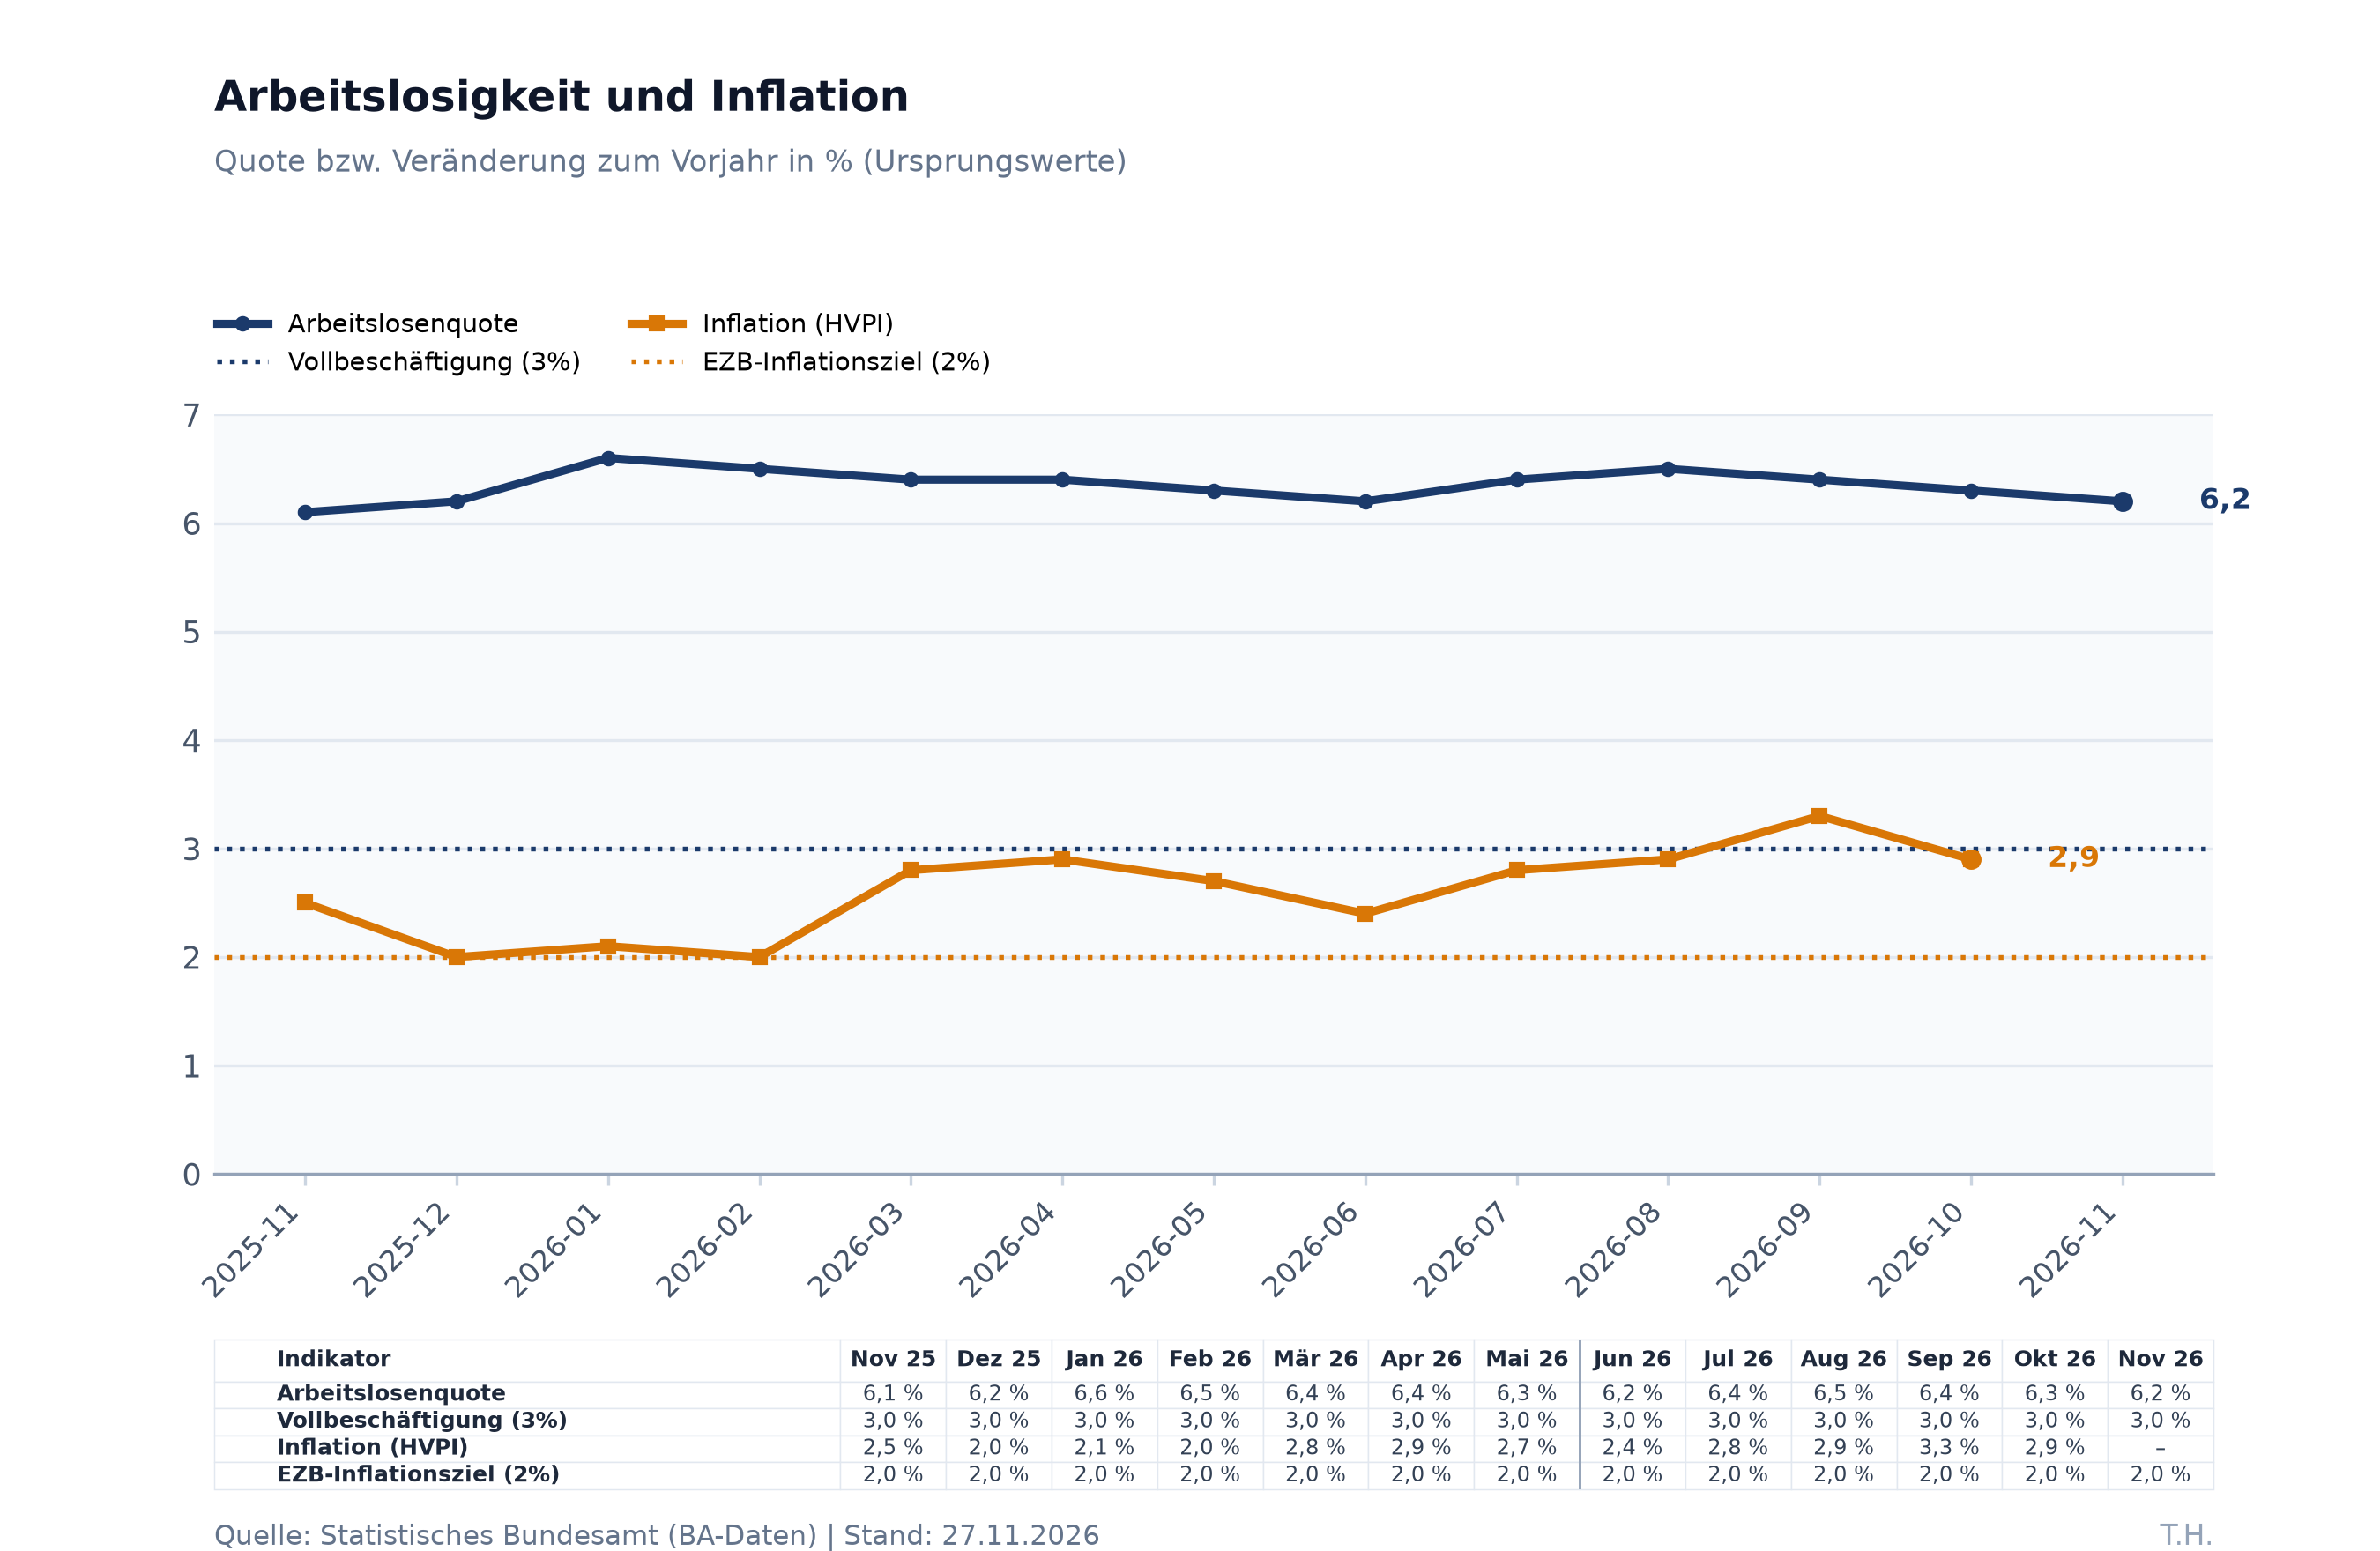 Arbeitslosigkeit und Inflation
Quote bzw. Veränderung zum Vorjahr in % (Ursprungswerte)
Arbeitslosenquote Inflation (HVPI)
Vollbeschäftigung (3%) EZB-Inflationsziel (2%)
7
6,2
6
5
4
3
2,9
2
1
0
2025-11 2025-12 2026-01 2026-02 2026-03 2026-04 2026-05 2026-06 2026-07 2026-08 2026-09 2026-10 2026-11
Indikator Nov 25 Dez 25 Jan 26 Feb 26 Mär 26 Apr 26 Mai 26 Jun 26 Jul 26 Aug 26 Sep 26 Okt 26 Nov 26
Arbeitslosenquote 6,1 % 6,2 % 6,6 % 6,5 % 6,4 % 6,4 % 6,3 % 6,2 % 6,4 % 6,5 % 6,4 % 6,3 % 6,2 %
Vollbeschäftigung (3%) 3,0 % 3,0 % 3,0 % 3,0 % 3,0 % 3,0 % 3,0 % 3,0 % 3,0 % 3,0 % 3,0 % 3,0 % 3,0 %
Inflation (HVPI) 2,5 % 2,0 % 2,1 % 2,0 % 2,8 % 2,9 % 2,7 % 2,4 % 2,8 % 2,9 % 3,3 % 2,9 % –
EZB-Inflationsziel (2%) 2,0 % 2,0 % 2,0 % 2,0 % 2,0 % 2,0 % 2,0 % 2,0 % 2,0 % 2,0 % 2,0 % 2,0 % 2,0 %
Quelle: Statistisches Bundesamt (BA-Daten) | Stand: 27.11.2026 T.H.